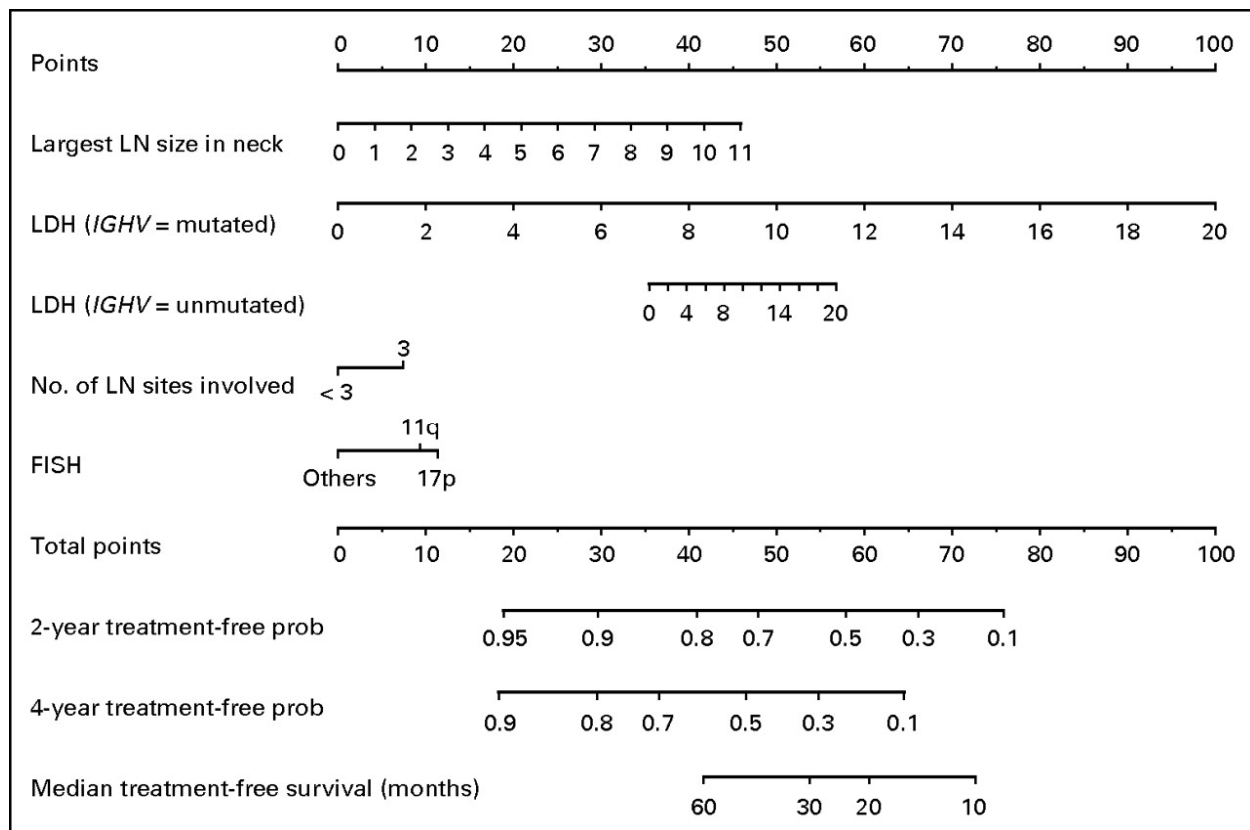 0 10 20 30 40 50 60 70 80 90 100
Points
Largest LN size in neck
0 1 2 3 4 5 6 7 8 9 10 11
LDH (IGHV = mutated)
0 2 4 6 8 10 12 14 16 18 20
LDH (IGHV = unmutated)
0 4 8 14 20
3
No. of LN sites involved
< 3
11q
FISH
Others 17p
Total points
0 10 20 30 40 50 60 70 80 90 100
2-year treatment-free prob
0.95 0.9 0.8 0.7 0.5 0.3 0.1
4-year treatment-free prob
0.9 0.8 0.7 0.5 0.3 0.1
Median treatment-free survival (months)
60 30 20 10